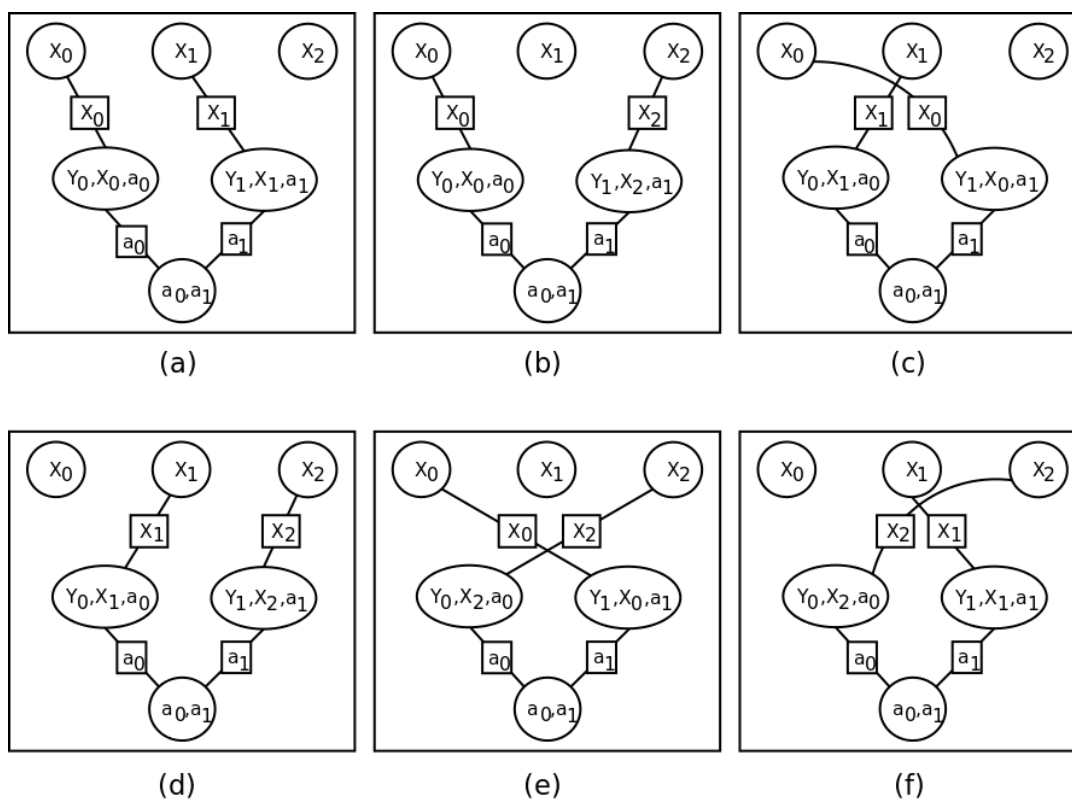 X0 X1 X2
X0 X1
Y0,X0,a0 Y1,X1,a1
a0 a1
a0,a1
(a)
X0 X1 X2
X0 X2
Y0,X0,a0 Y1,X2,a1
a0 a1
a0,a1
(b)
X0 X1 X2
X1 X0
Y0,X1,a0 Y1,X0,a1
a0 a1
a0,a1
(c)
X0 X1 X2
X1 X2
Y0,X1,a0 Y1,X2,a1
a0 a1
a0,a1
(d)
X0 X1 X2
X0 X2
Y0,X2,a0 Y1,X0,a1
a0 a1
a0,a1
(e)
X0 X1 X2
X2 X1
Y0,X2,a0 Y1,X1,a1
a0 a1
a0,a1
(f)